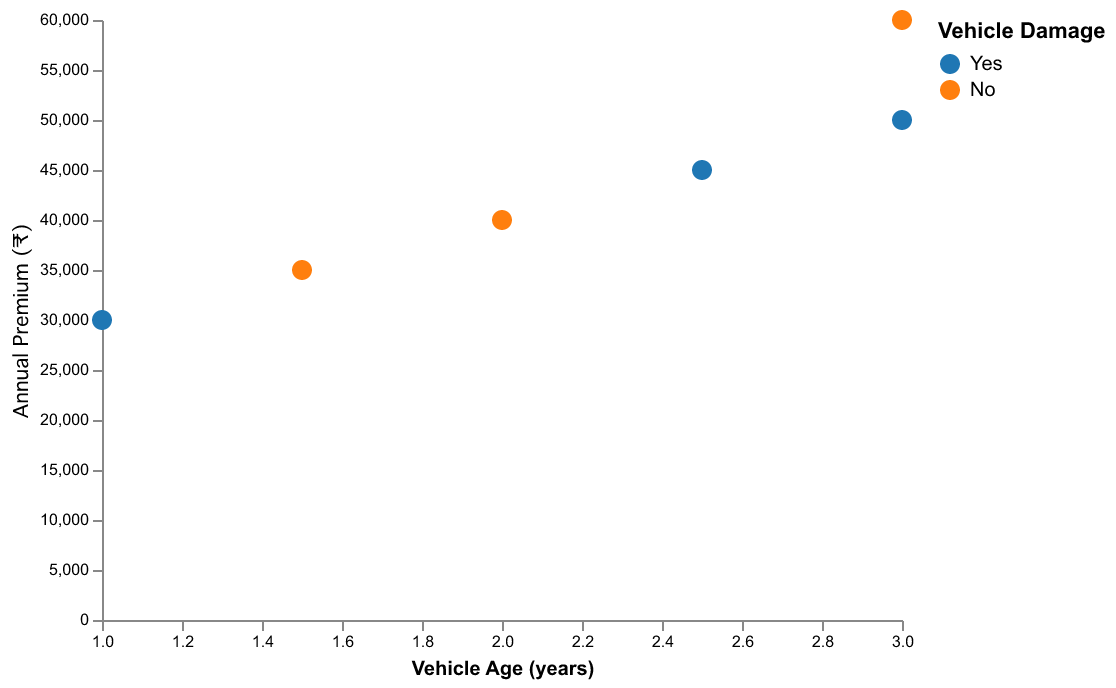 60,000
55,000
50,000
45,000
40,000
35,000
30,000
25,000
20,000
15,000
10,000
5,000
0
Annual Premium (₹)
1.0 1.2 1.4 1.6 1.8 2.0 2.2 2.4 2.6 2.8 3.0
Vehicle Age (years)
Vehicle Damage
Yes
No